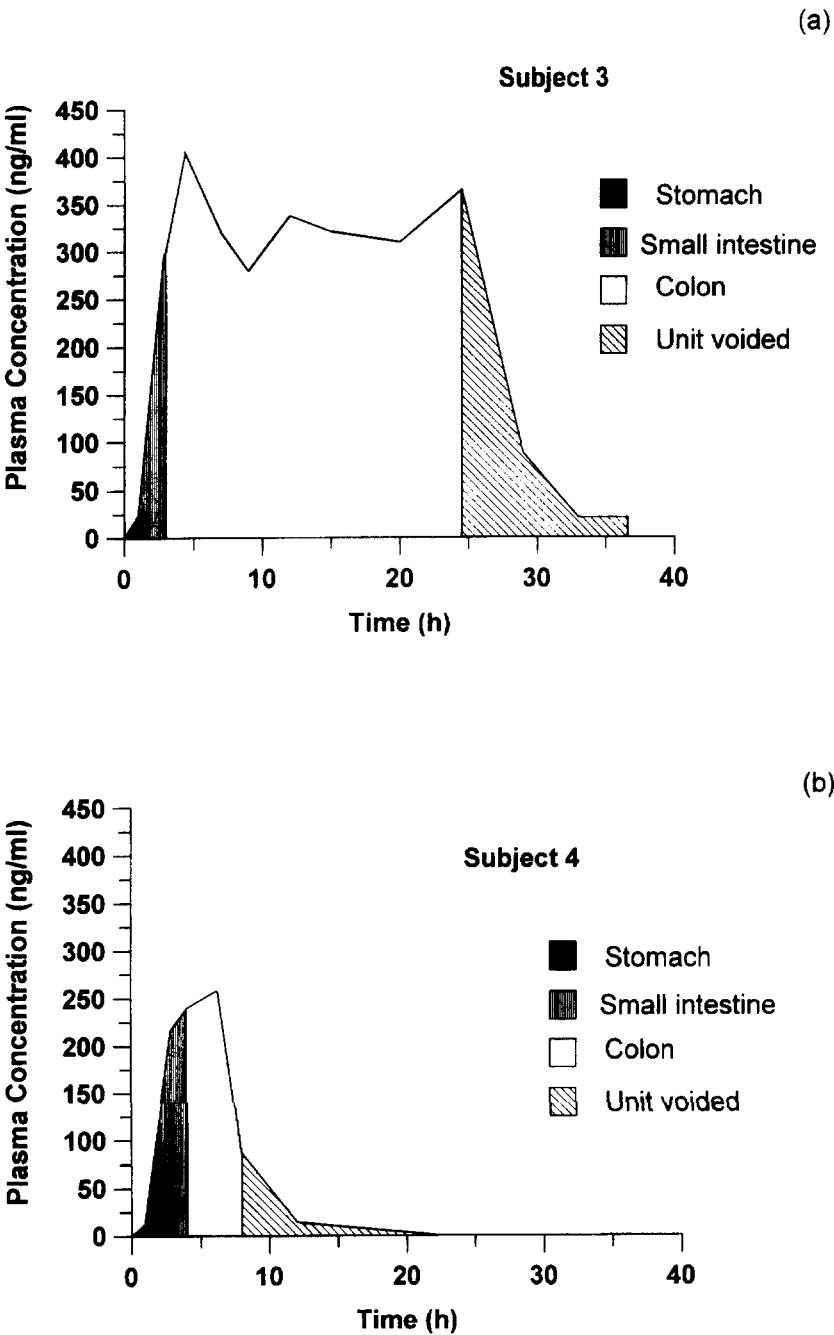 (a)
Subject 3
Plasma Concentration (ng/ml)
450
400
350
300
250
200
150
100
50
0
Stomach
Small intestine
Colon
Unit voided
0 10 20 30 40
Time (h)
(b)
Subject 4
Plasma Concentration (ng/ml)
450
400
350
300
250
200
150
100
50
0
Stomach
Small intestine
Colon
Unit voided
0 10 20 30 40
Time (h)